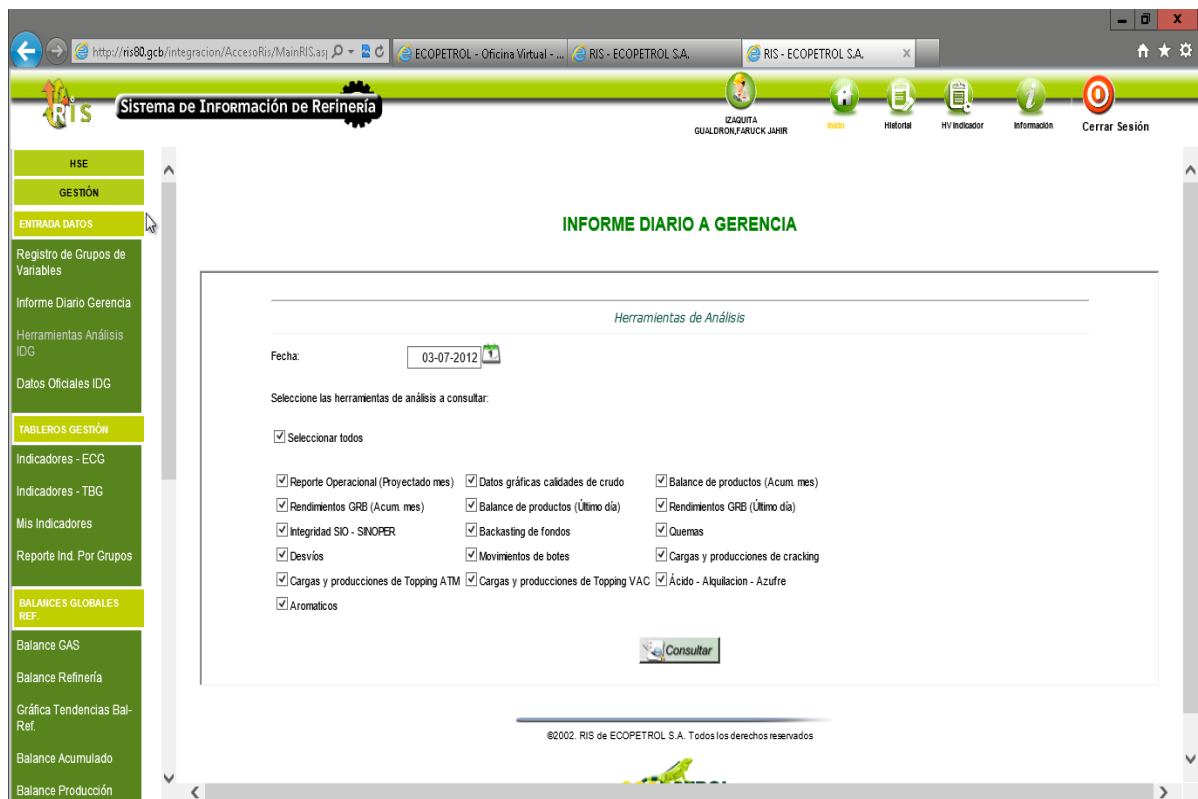 http://ris80.gcb/integracion/AccesoRis/MainRIS.as
ECOPETROL - Oficina Virtual - ...
RIS - ECOPETROL S.A.
RIS - ECOPETROL S.A.
RIS
Sistema de Información de Refinería
IZAQUITA
GUALDRON,FARUCK JAHIR
Inicio
Historial
HV Indicador
Información
Cerrar Sesión
HSE
GESTIÓN
ENTRADA DATOS
Registro de Grupos de
Variables
Informe Diario Gerencia
Herramientas Análisis
IDG
Datos Oficiales IDG
TABLEROS GESTIÓN
Indicadores - ECG
Indicadores - TBG
Mis Indicadores
Reporte Ind. Por Grupos
BALANCES GLOBALES
REF.
Balance GAS
Balance Refinería
Gráfica Tendencias Bal-
Ref.
Balance Acumulado
Balance Producción
INFORME DIARIO A GERENCIA
Herramientas de Análisis
Fecha: 03-07-2012
Seleccione las herramientas de análisis a consultar:
Seleccionar todos
Reporte Operacional (Proyectado mes) Datos gráficas calidades de crudo Balance de productos (Acum. mes)
Rendimientos GRB (Acum. mes) Balance de productos (Último día) Rendimientos GRB (Último día)
Integridad SIO - SINOPER Backasting de fondos Quemas
Desvíos Movimientos de botes Cargas y producciones de cracking
Cargas y producciones de Topping ATM Cargas y producciones de Topping VAC Ácido - Alquilacion - Azufre
Aromaticos
Consultar
©2002. RIS de ECOPETROL S.A. Todos los derechos reservados